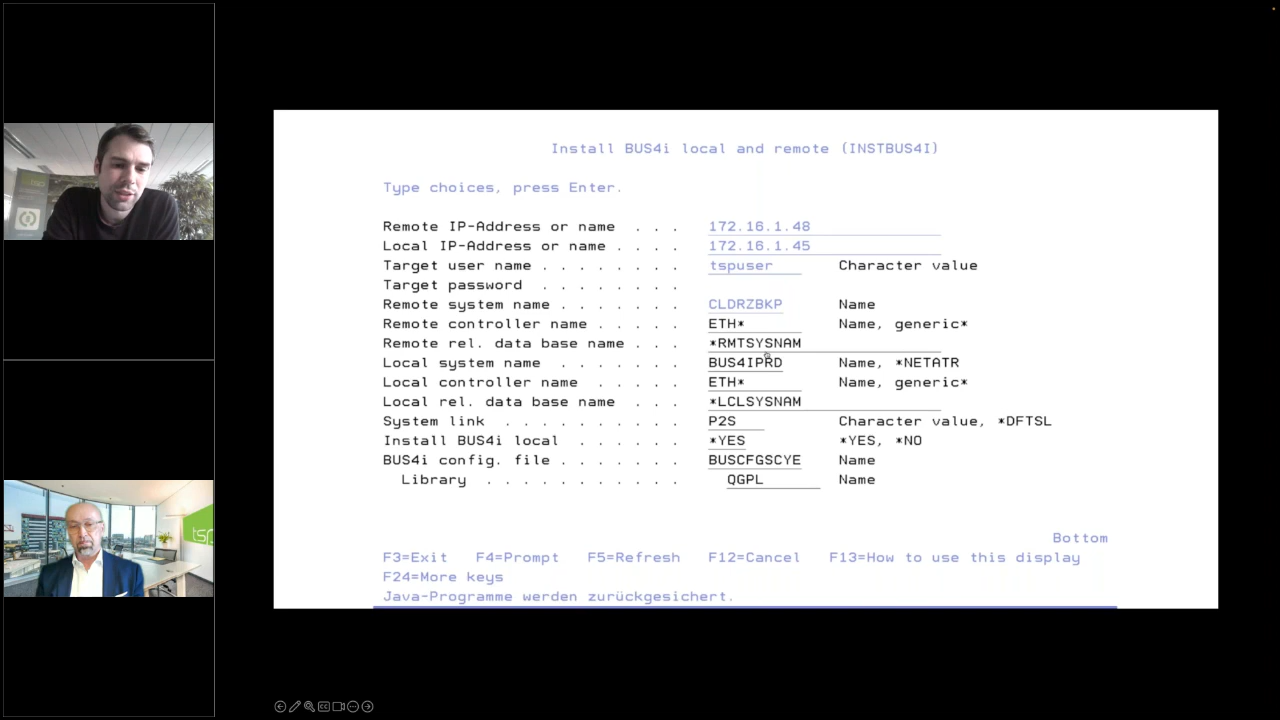 Install BUS4i local and remote (INSTBUS4I)
Type choices, press Enter.
Remote IP-Address or name . . . 172.16.1.48
Local IP-Address or name . . . . 172.16.1.45
Target user name . . . . . . . . tspuser Character value
Target password . . . . . . . .
Remote system name . . . . . . . CLDRZBKP Name
Remote controller name . . . . . ETH* Name, generic*
Remote rel. data base name . . . *RMTSYSNAM
Local system name . . . . . . . BUS4IPRD Name, *NETATR
Local controller name . . . . . ETH* Name, generic*
Local rel. data base name . . . *LCLSYSNAM
System link . . . . . . . . . . P2S Character value, *DFTSL
Install BUS4i local . . . . . . *YES *YES, *NO
BUS4i config. file . . . . . . . BUSCFGSCYE Name
Library . . . . . . . . . . . QGPL Name
Bottom
F3=Exit F4=Prompt F5=Refresh F12=Cancel F13=How to use this display
F24=More keys
Java-Programme werden zurückgesichert.